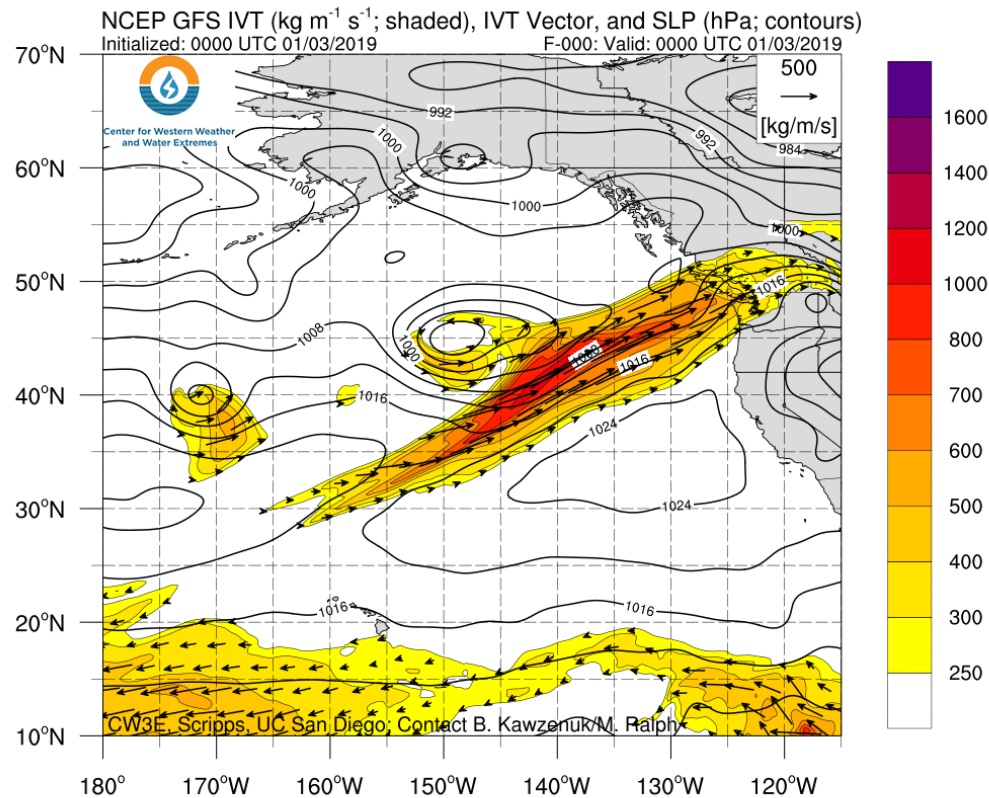 NCEP GFS IVT (kg m⁻¹ s⁻¹; shaded), IVT Vector, and SLP (hPa; contours)
Initialized: 0000 UTC 01/03/2019 F-000: Valid: 0000 UTC 01/03/2019
70°N
500
[kg/m/s]
Center for Western Weather
and Water Extremes
992
1000
992
984
60°N
1000
1000
1000
50°N
1016
1008
1000
1008
1016
40°N
1016
1024
30°N
1024
20°N
1016
1016
CW3E, Scripps, UC San Diego; Contact B. Kawzenuk/M. Ralph
10°N
180° 170°W 160°W 150°W 140°W 130°W 120°W
1600
1400
1200
1000
800
700
600
500
400
300
250